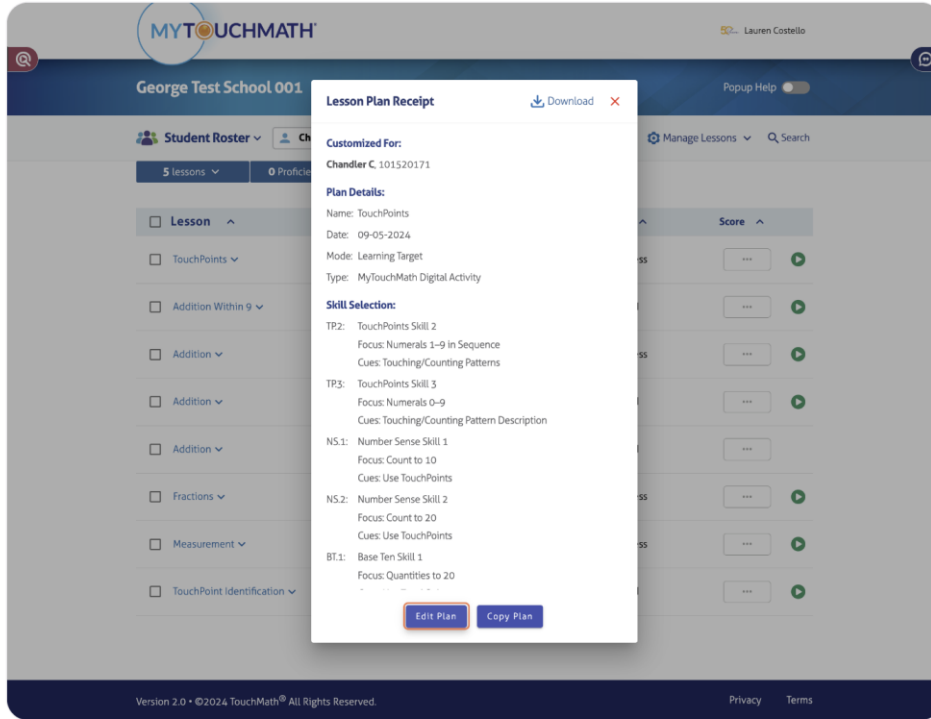 MYTOUCHMATH®
Lauren Costello
George Test School 001
Popup Help
Lesson Plan Receipt
Download
Student Roster
Ch
Manage Lessons
Search
5 lessons
0 Proficie
Customized For:
Chandler C, 101520171
Plan Details:
Name: TouchPoints
Date: 09-05-2024
Mode: Learning Target
Type: MyTouchMath Digital Activity
Skill Selection:
TP.2: TouchPoints Skill 2
Focus: Numerals 1–9 in Sequence
Cues: Touching/Counting Patterns
TP.3: TouchPoints Skill 3
Focus: Numerals 0–9
Cues: Touching/Counting Pattern Description
NS.1: Number Sense Skill 1
Focus: Count to 10
Cues: Use TouchPoints
NS.2: Number Sense Skill 2
Focus: Count to 20
Cues: Use TouchPoints
BT.1: Base Ten Skill 1
Focus: Quantities to 20
Edit Plan
Copy Plan
Lesson
Score
TouchPoints
ss
Addition Within 9
Addition
ss
Addition
Addition
Fractions
ss
Measurement
ss
TouchPoint Identification
Version 2.0 • ©2024 TouchMath® All Rights Reserved.
Privacy
Terms